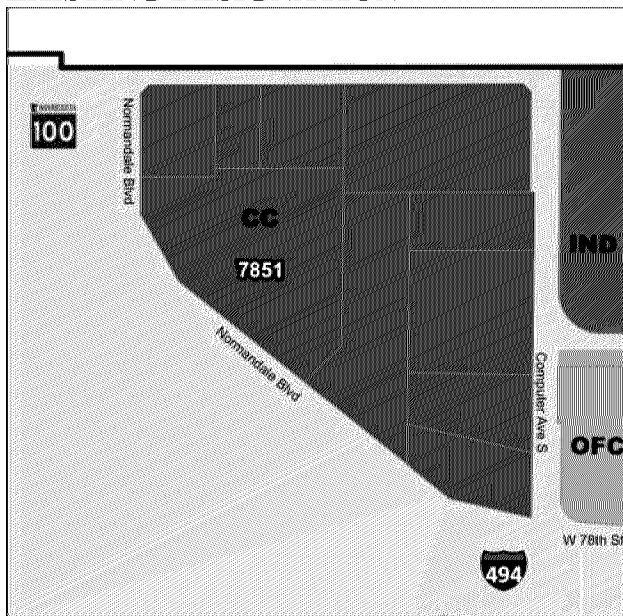 100
Normandale Blvd
CC
7851
IND
Normandale Blvd
Computer Ave S
OFC
W 78th St
494